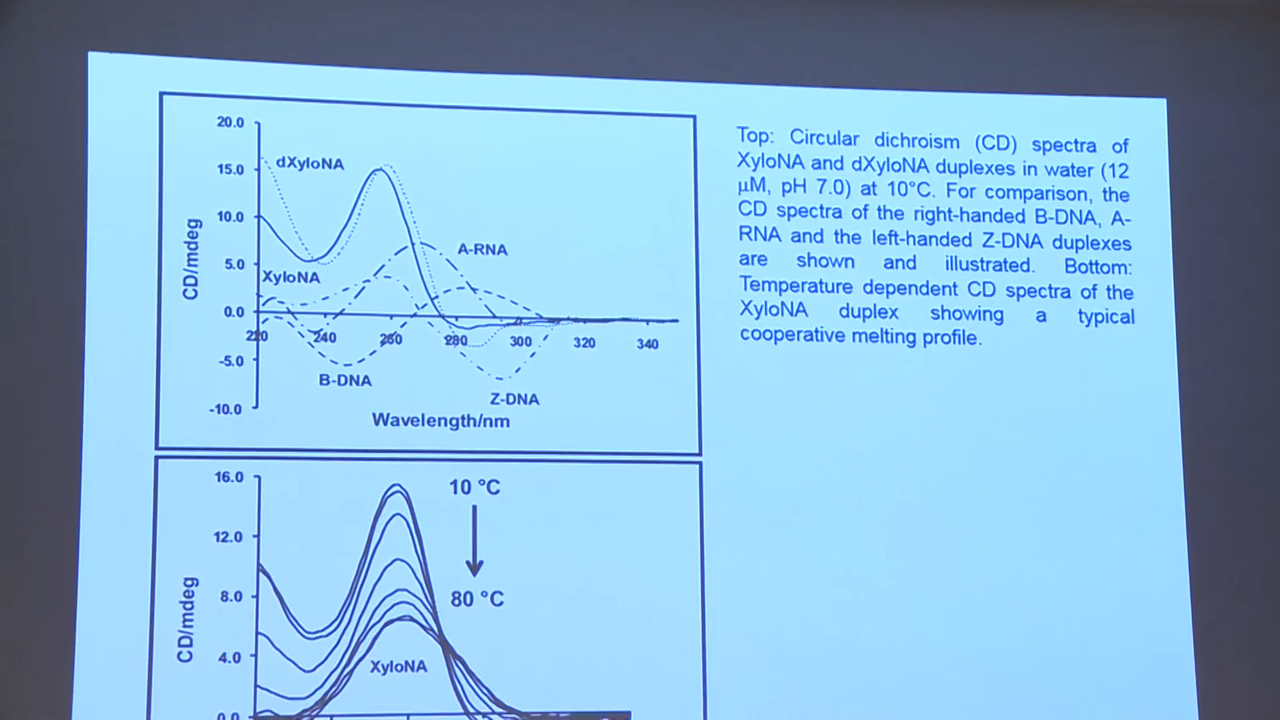 20.0
15.0
10.0
5.0
0.0
-5.0
-10.0
CD/mdeg
dXyloNA
XyloNA
A-RNA
B-DNA
Z-DNA
220 240 260 280 300 320 340
Wavelength/nm
Top: Circular dichroism (CD) spectra of
XyloNA and dXyloNA duplexes in water (12
μM, pH 7.0) at 10°C. For comparison, the
CD spectra of the right-handed B-DNA, A-
RNA and the left-handed Z-DNA duplexes
are shown and illustrated. Bottom:
Temperature dependent CD spectra of the
XyloNA duplex showing a typical
cooperative melting profile.
16.0
12.0
8.0
4.0
0.0
CD/mdeg
10 °C
80 °C
XyloNA